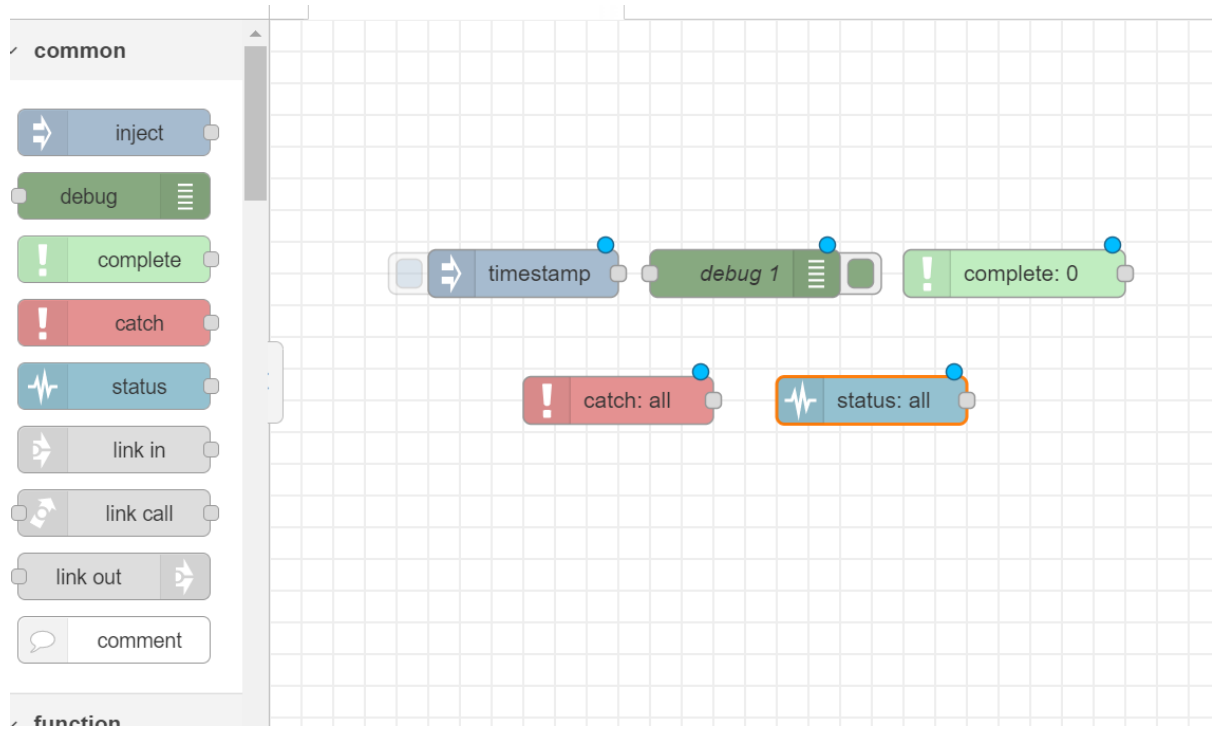 common
inject
debug
complete
catch
status
link in
link call
link out
comment
function
timestamp
debug 1
complete: 0
catch: all
status: all